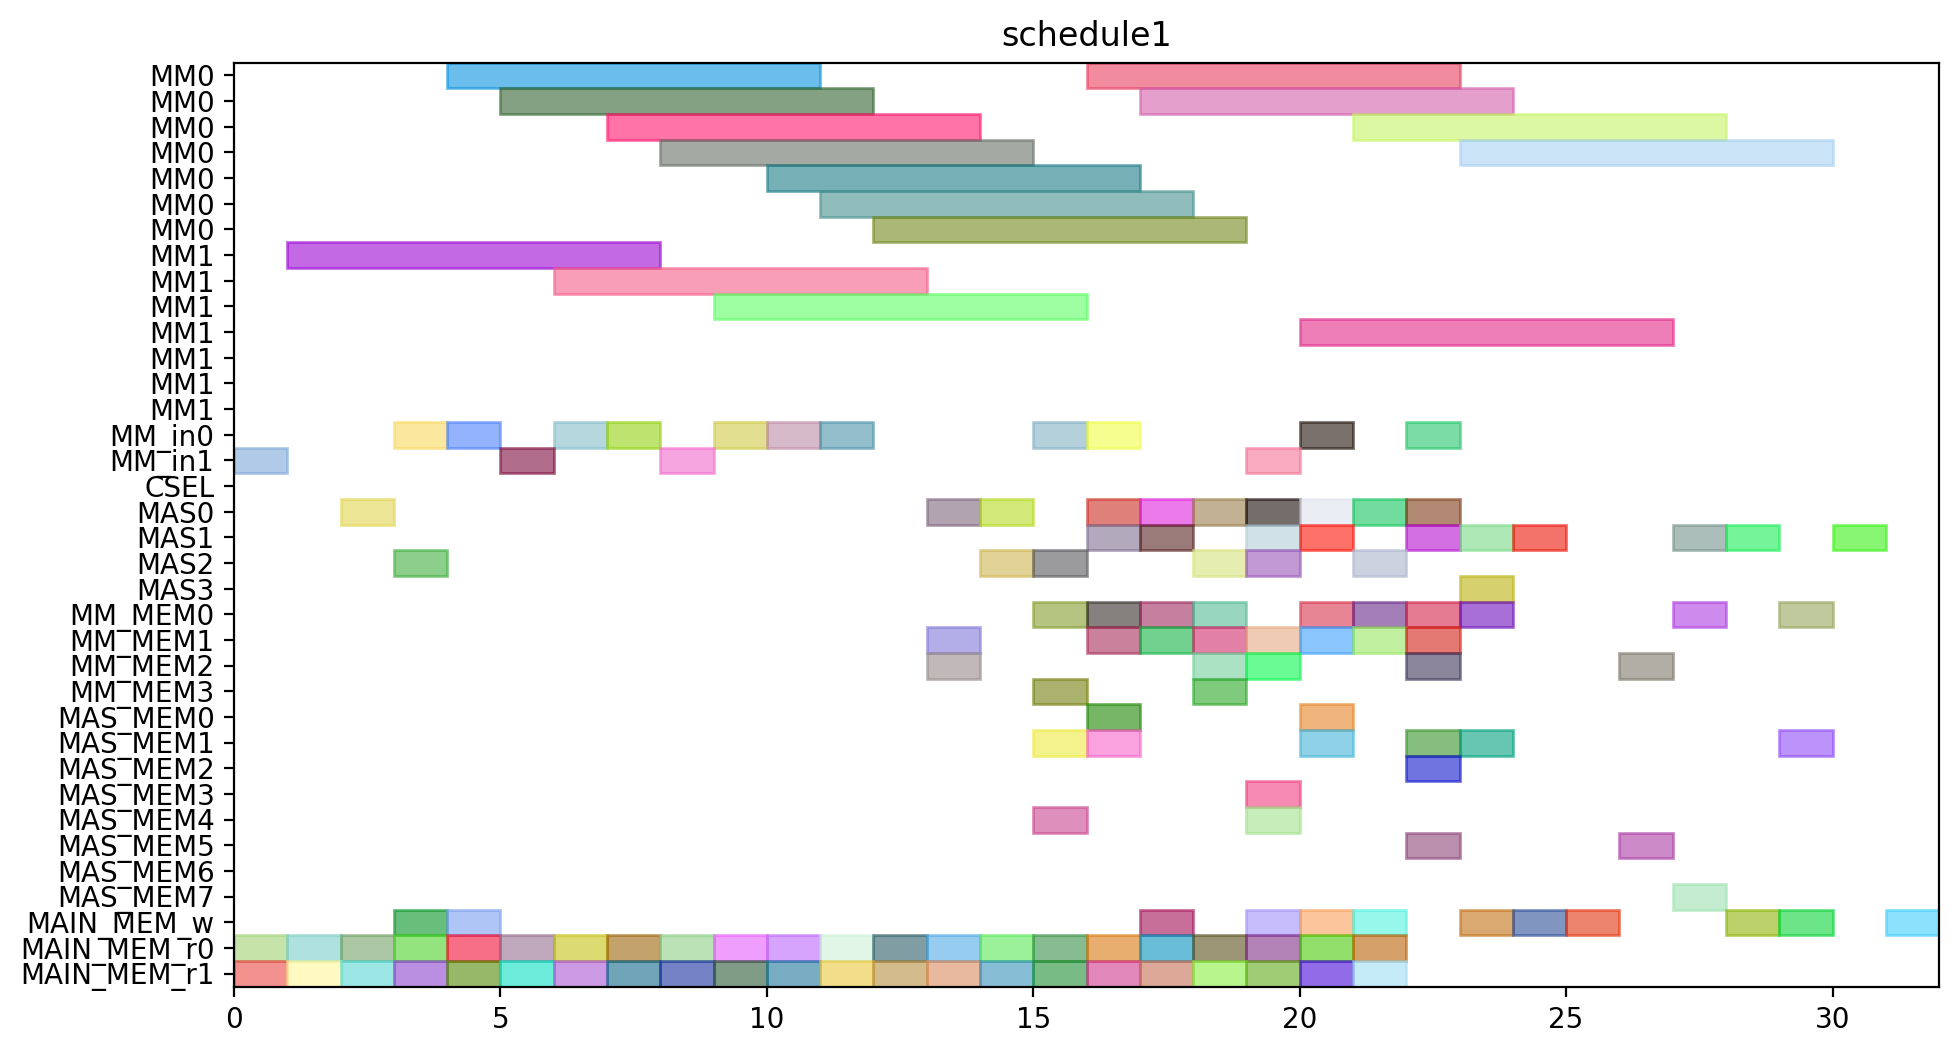 schedule1
MM0
MM0
MM0
MM0
MM0
MM0
MM0
MM1
MM1
MM1
MM1
MM1
MM1
MM1
MM_in0
MM_in1
CSEL
MAS0
MAS1
MAS2
MAS3
MM_MEM0
MM_MEM1
MM_MEM2
MM_MEM3
MAS_MEM0
MAS_MEM1
MAS_MEM2
MAS_MEM3
MAS_MEM4
MAS_MEM5
MAS_MEM6
MAS_MEM7
MAIN_MEM_w
MAIN_MEM_r0
MAIN_MEM_r1
0 5 10 15 20 25 30